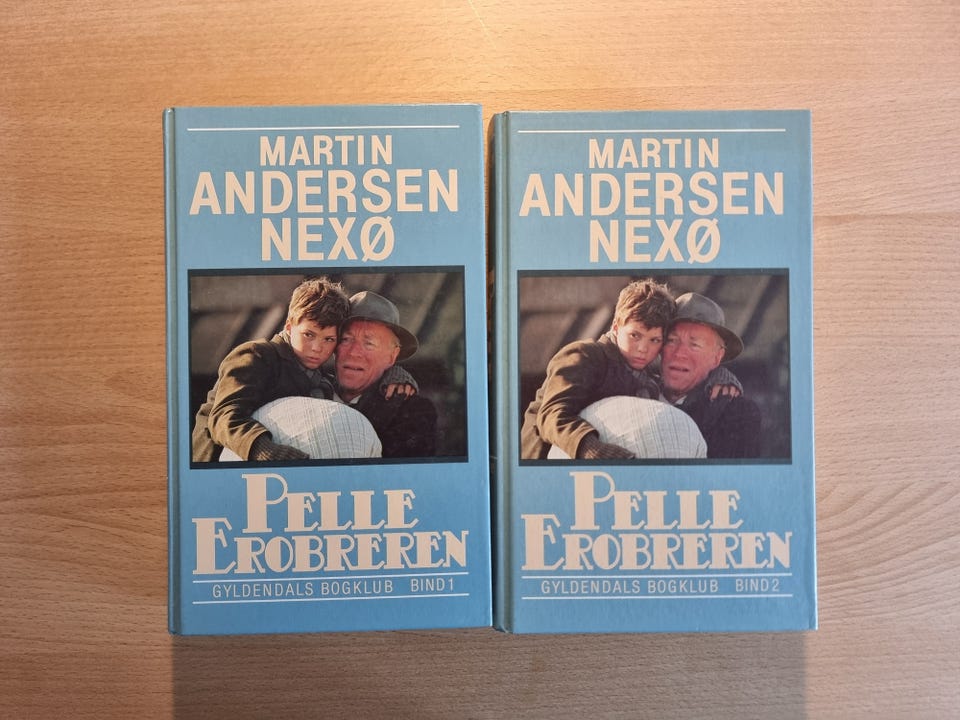 MARTIN
ANDERSEN
NEXØ
PELLE
EROBREREN
GYLDENDALS BOGKLUB BIND 1
MARTIN
ANDERSEN
NEXØ
PELLE
EROBREREN
GYLDENDALS BOGKLUB BIND 2